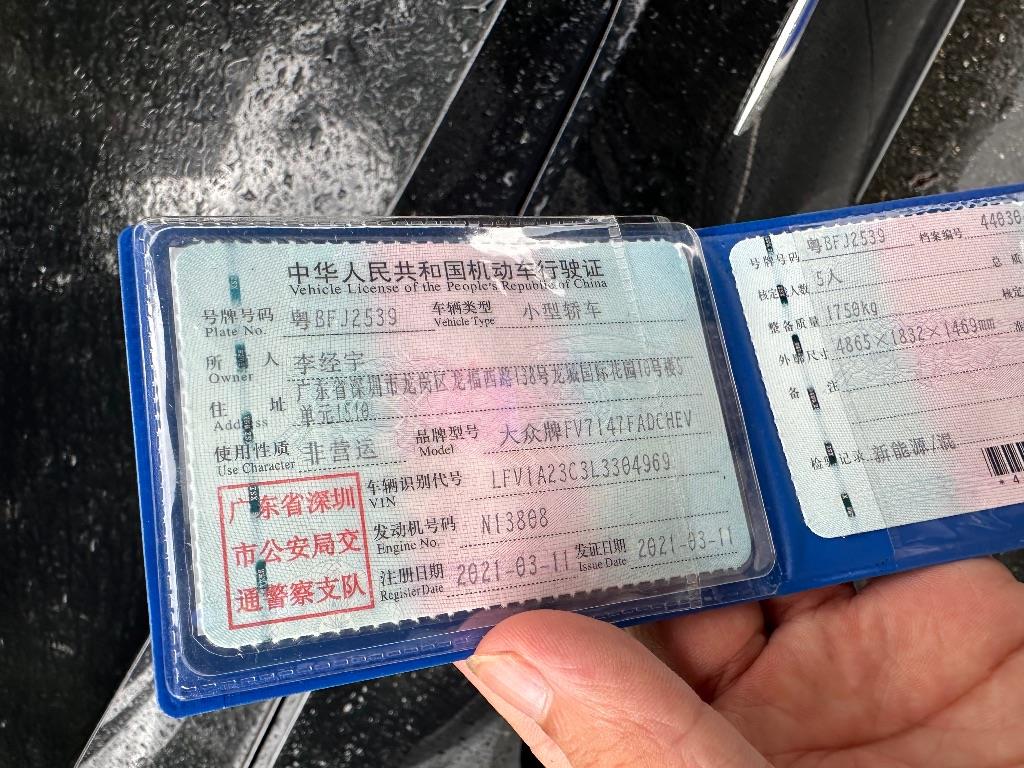 中华人民共和国机动车行驶证
Vehicle License of the People's Republic of China
号牌号码 粤BFJ2539 车辆类型 小型轿车
Plate No. Vehicle Type
所 有 人 李经宇
Owner
住 址 广东省深圳市龙岗区龙福西路138号龙城国际花园
Address 单元1510
使用性质 非营运 品牌型号 大众牌FV7147FADCHEV
Use Character Model
车辆识别代号 LFV1A23C3L3304969
VIN
发动机号码 N13808
Engine No.
注册日期 2021-03-11 发证日期 2021-03-11
Register Date Issue Date
广东省深圳
市公安局交
通警察支队
号牌号码 粤BFJ2539 档案编号 44030
核定载人数 5人 总 质
整备质量 1759kg 核定
外廓尺寸 4865×1832×1469mm 准
备 注
检验记录 新能源/混
*4